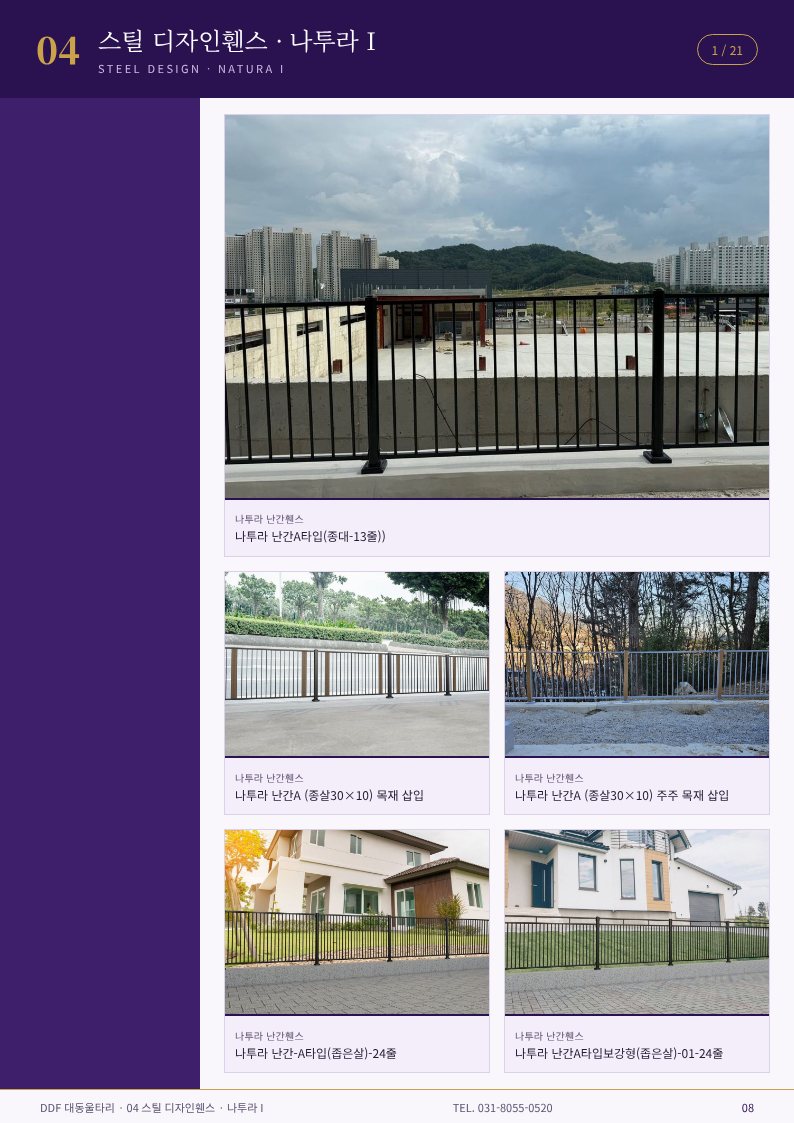 04
스틸 디자인휀스 · 나투라 I
STEEL DESIGN · NATURA I
1 / 21
나투라 난간휀스
나투라 난간A타입(종대-13줄))
나투라 난간휀스
나투라 난간A (종살30×10) 목재 삽입
나투라 난간휀스
나투라 난간A (종살30×10) 주주 목재 삽입
나투라 난간휀스
나투라 난간-A타입(좁은살)-24줄
나투라 난간휀스
나투라 난간A타입보강형(좁은살)-01-24줄
DDF 대동울타리 · 04 스틸 디자인휀스 · 나투라 I
TEL. 031-8055-0520
08